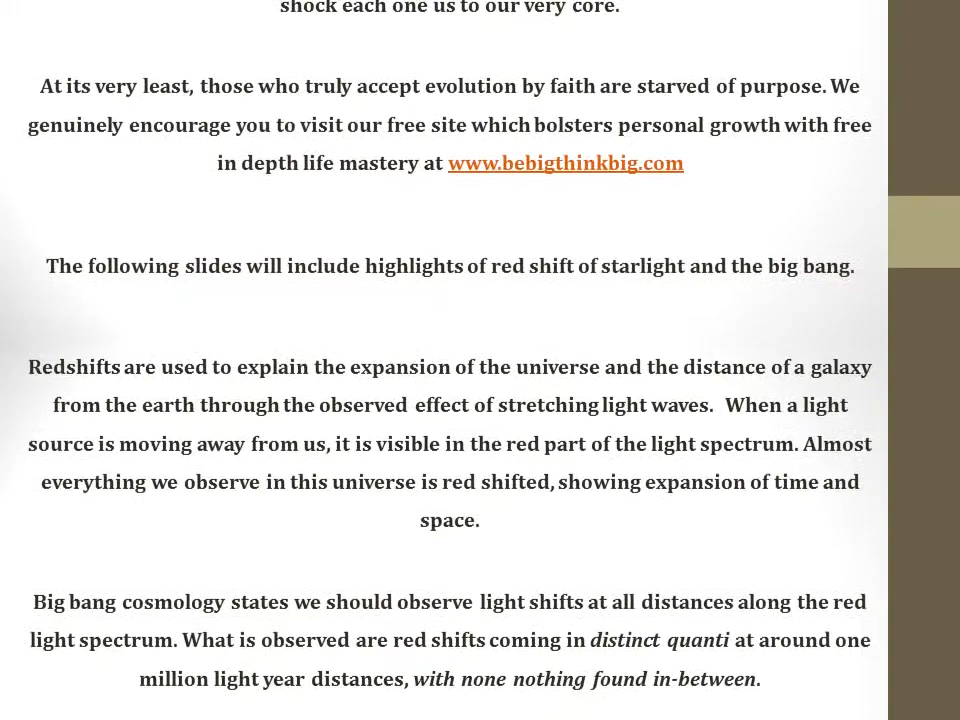 shock each one us to our very core.
At its very least, those who truly accept evolution by faith are starved of purpose. We
genuinely encourage you to visit our free site which bolsters personal growth with free
in depth life mastery at www.bebigthinkbig.com
The following slides will include highlights of red shift of starlight and the big bang.
Redshifts are used to explain the expansion of the universe and the distance of a galaxy
from the earth through the observed effect of stretching light waves. When a light
source is moving away from us, it is visible in the red part of the light spectrum. Almost
everything we observe in this universe is red shifted, showing expansion of time and
space.
Big bang cosmology states we should observe light shifts at all distances along the red
light spectrum. What is observed are red shifts coming in distinct quanti at around one
million light year distances, with none nothing found in-between.